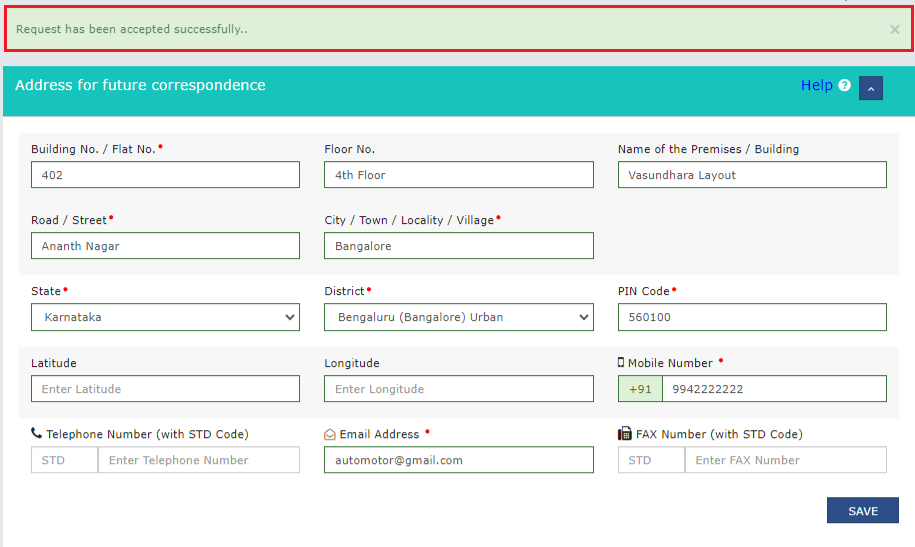 Request has been accepted successfully.. ×
Address for future correspondence Help ?
Building No. / Flat No.• Floor No. Name of the Premises / Building
402 4th Floor Vasundhara Layout
Road / Street• City / Town / Locality / Village•
Ananth Nagar Bangalore
State• District• PIN Code•
Karnataka Bengaluru (Bangalore) Urban 560100
Latitude Longitude Mobile Number •
Enter Latitude Enter Longitude +91 9942222222
Telephone Number (with STD Code) Email Address • FAX Number (with STD Code)
STD Enter Telephone Number automotor@gmail.com STD Enter FAX Number
SAVE